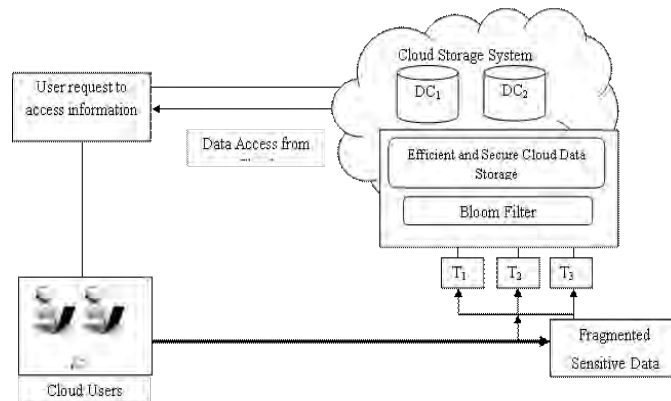 Cloud Storage System
DC1
DC2
User request to
access information
Data Access from
Efficient and Secure Cloud Data
Storage
Bloom Filter
T1
T2
T3
Fragmented
Sensitive Data
Cloud Users